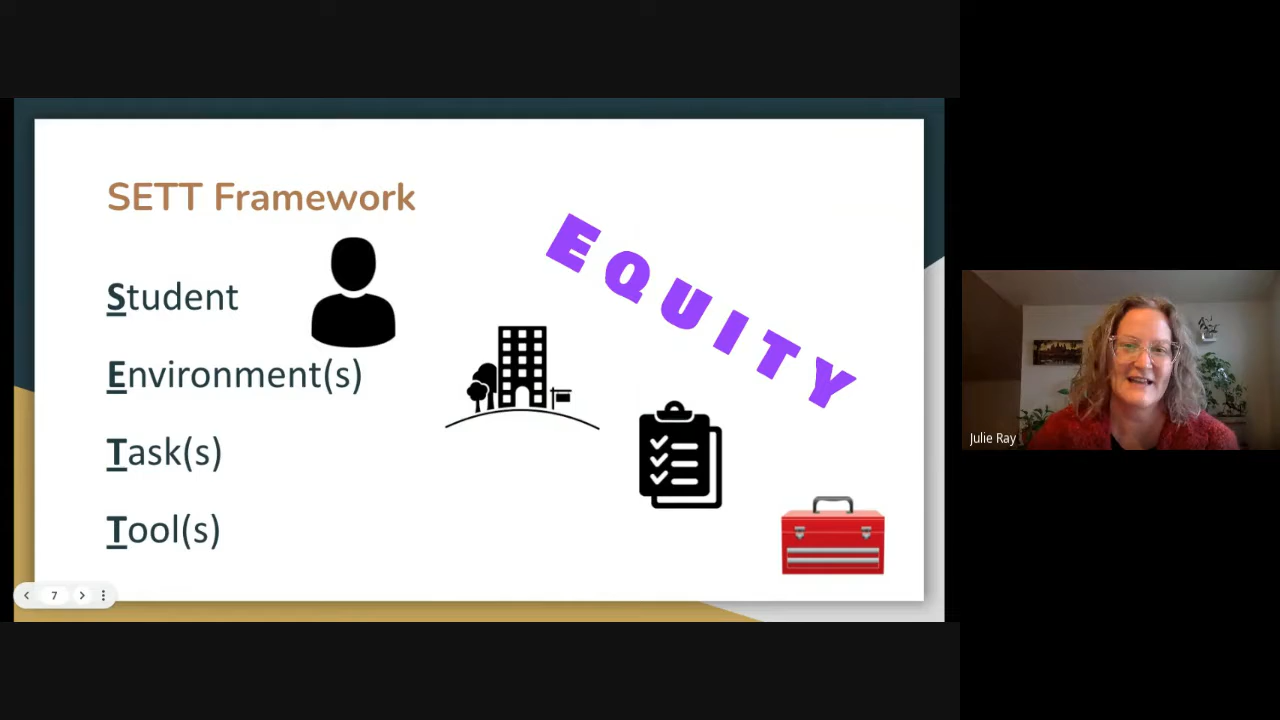 SETT Framework
EQUITY
Student
Environment(s)
Task(s)
Tool(s)
7
Julie Ray